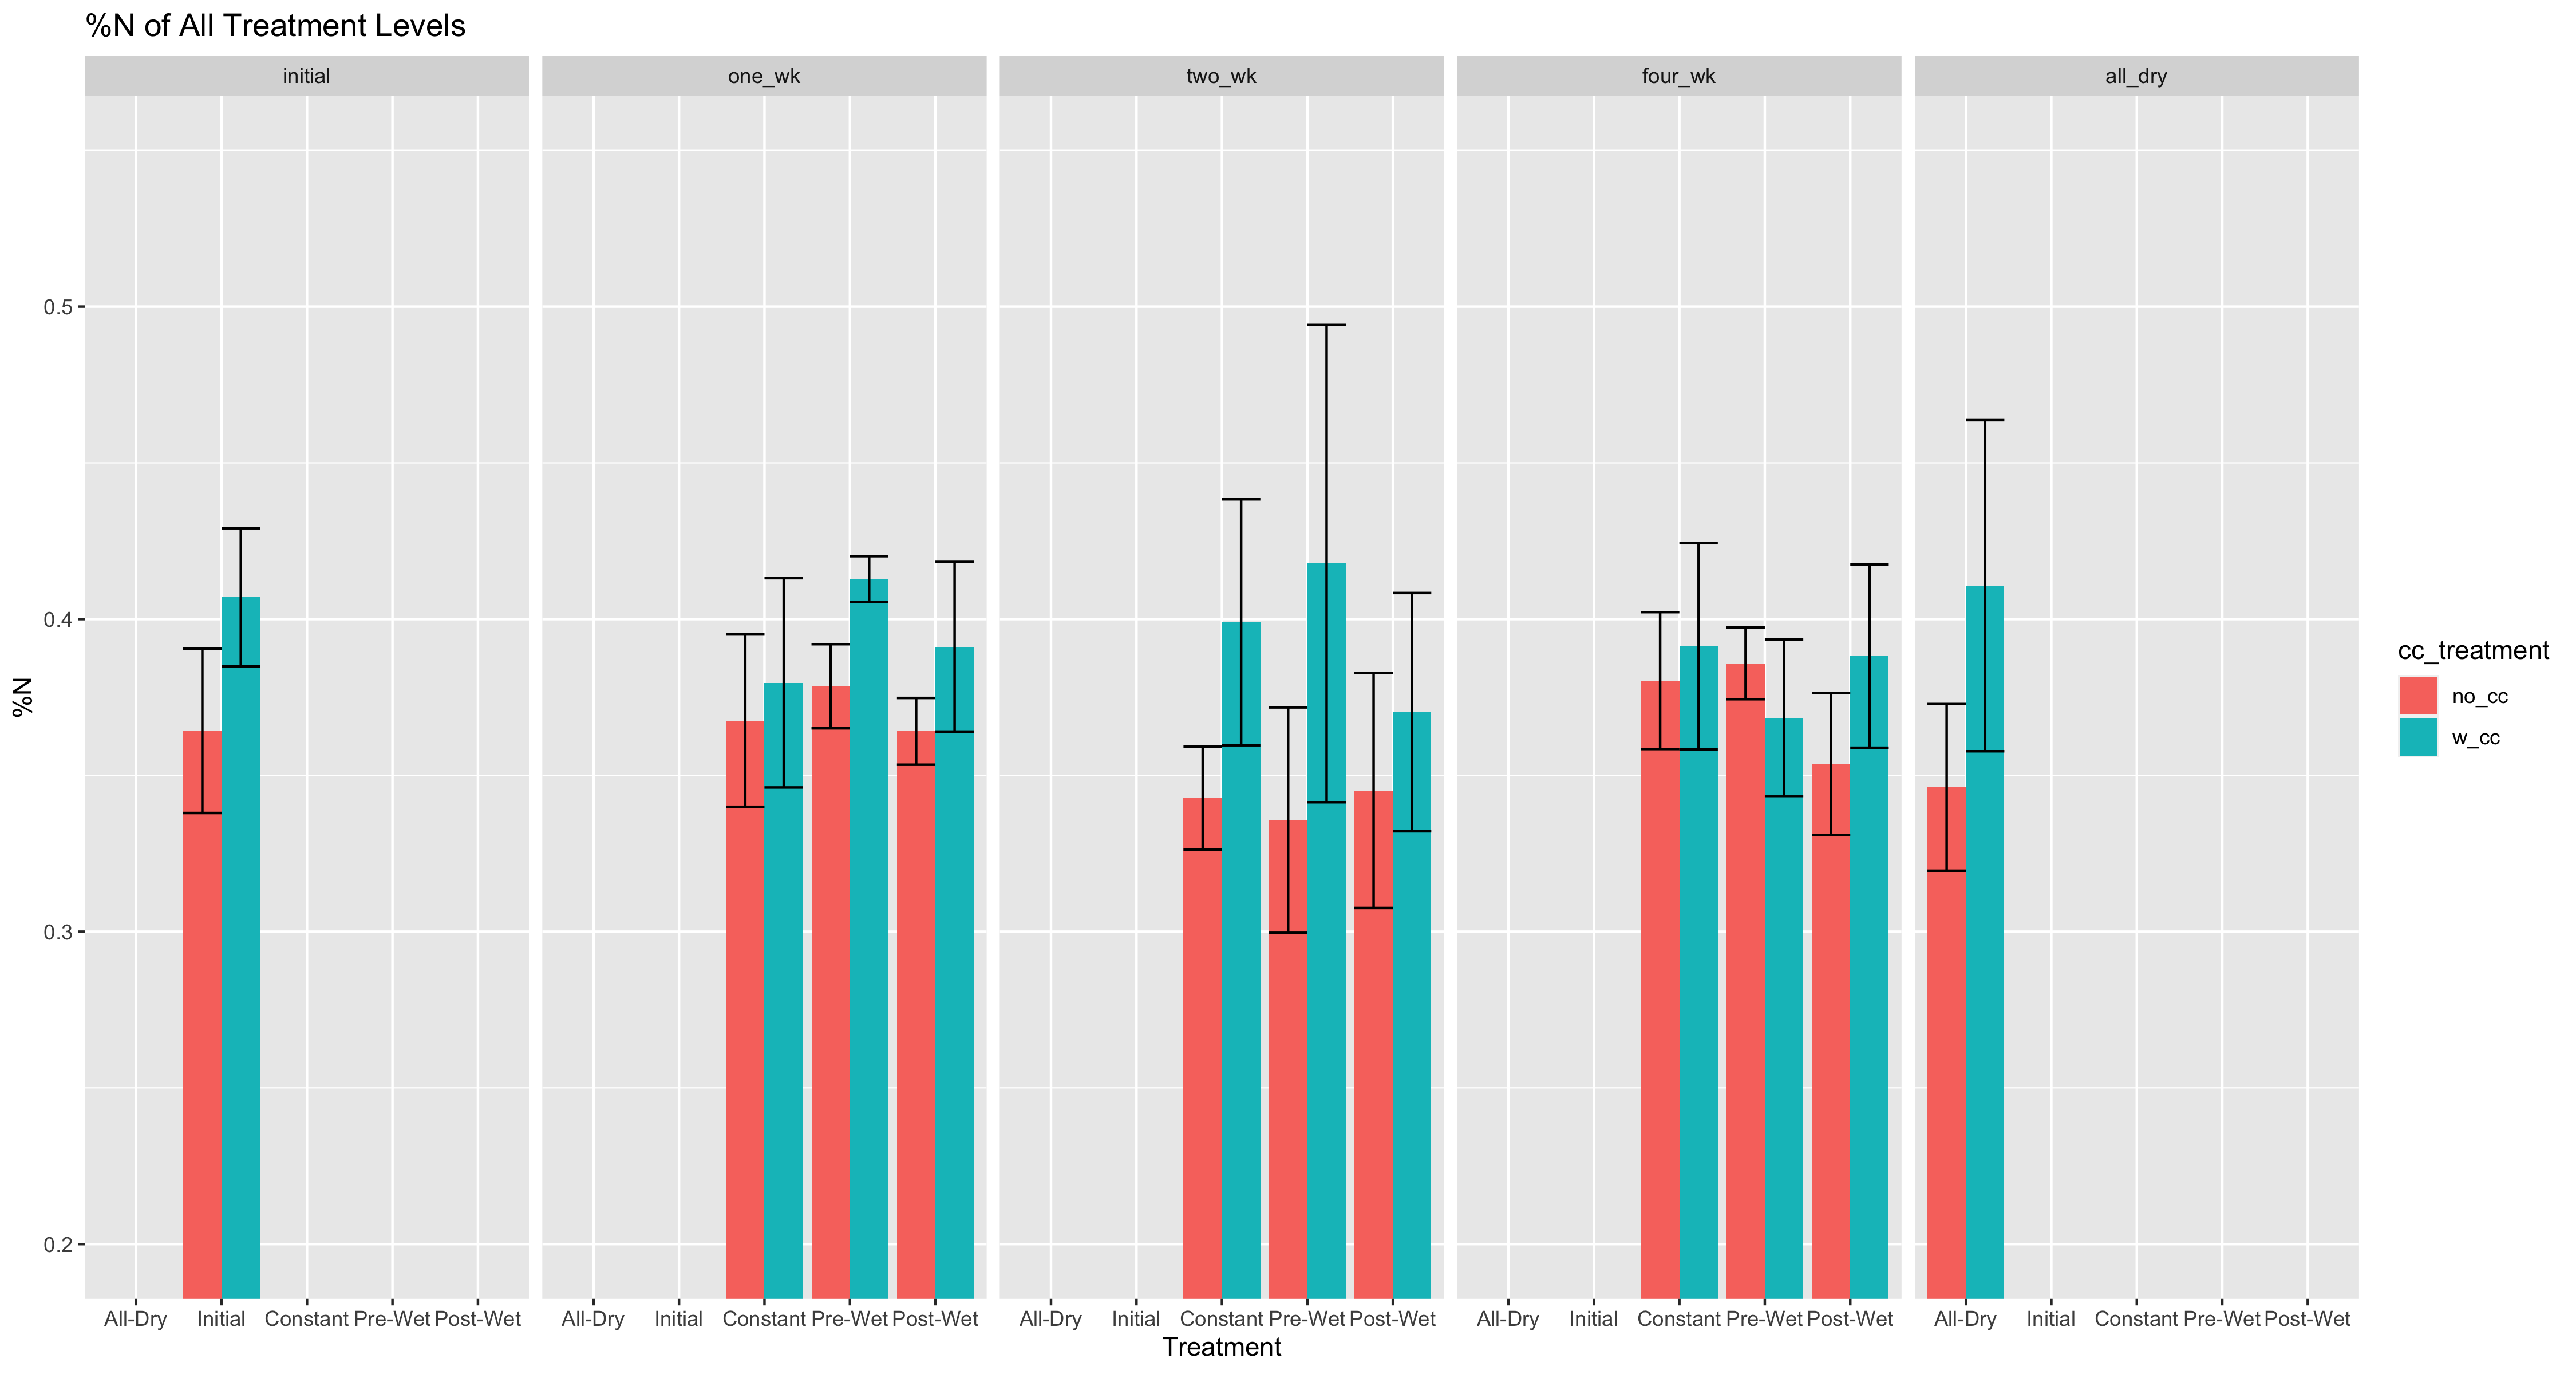 %N of All Treatment Levels
initial one_wk two_wk four_wk all_dry
0.5
0.4
0.3
0.2
%N
All-Dry Initial Constant Pre-Wet Post-Wet All-Dry Initial Constant Pre-Wet Post-Wet All-Dry Initial Constant Pre-Wet Post-Wet All-Dry Initial Constant Pre-Wet Post-Wet All-Dry Initial Constant Pre-Wet Post-Wet
Treatment
cc_treatment
no_cc
w_cc